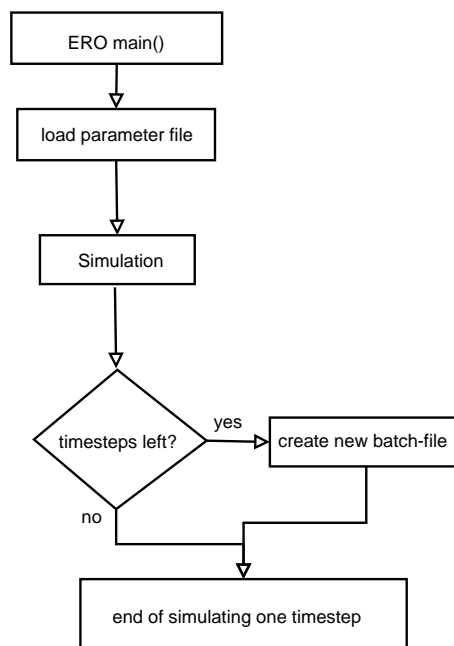 ERO main()
load parameter file
Simulation
timesteps left?
yes
create new batch-file
no
end of simulating one timestep